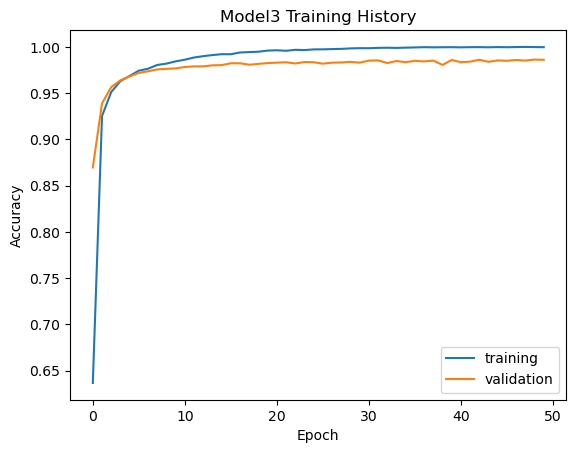 Model3 Training History
1.00
0.95
0.90
0.85
0.80
0.75
0.70
0.65
Accuracy
0 10 20 30 40 50
Epoch
training
validation